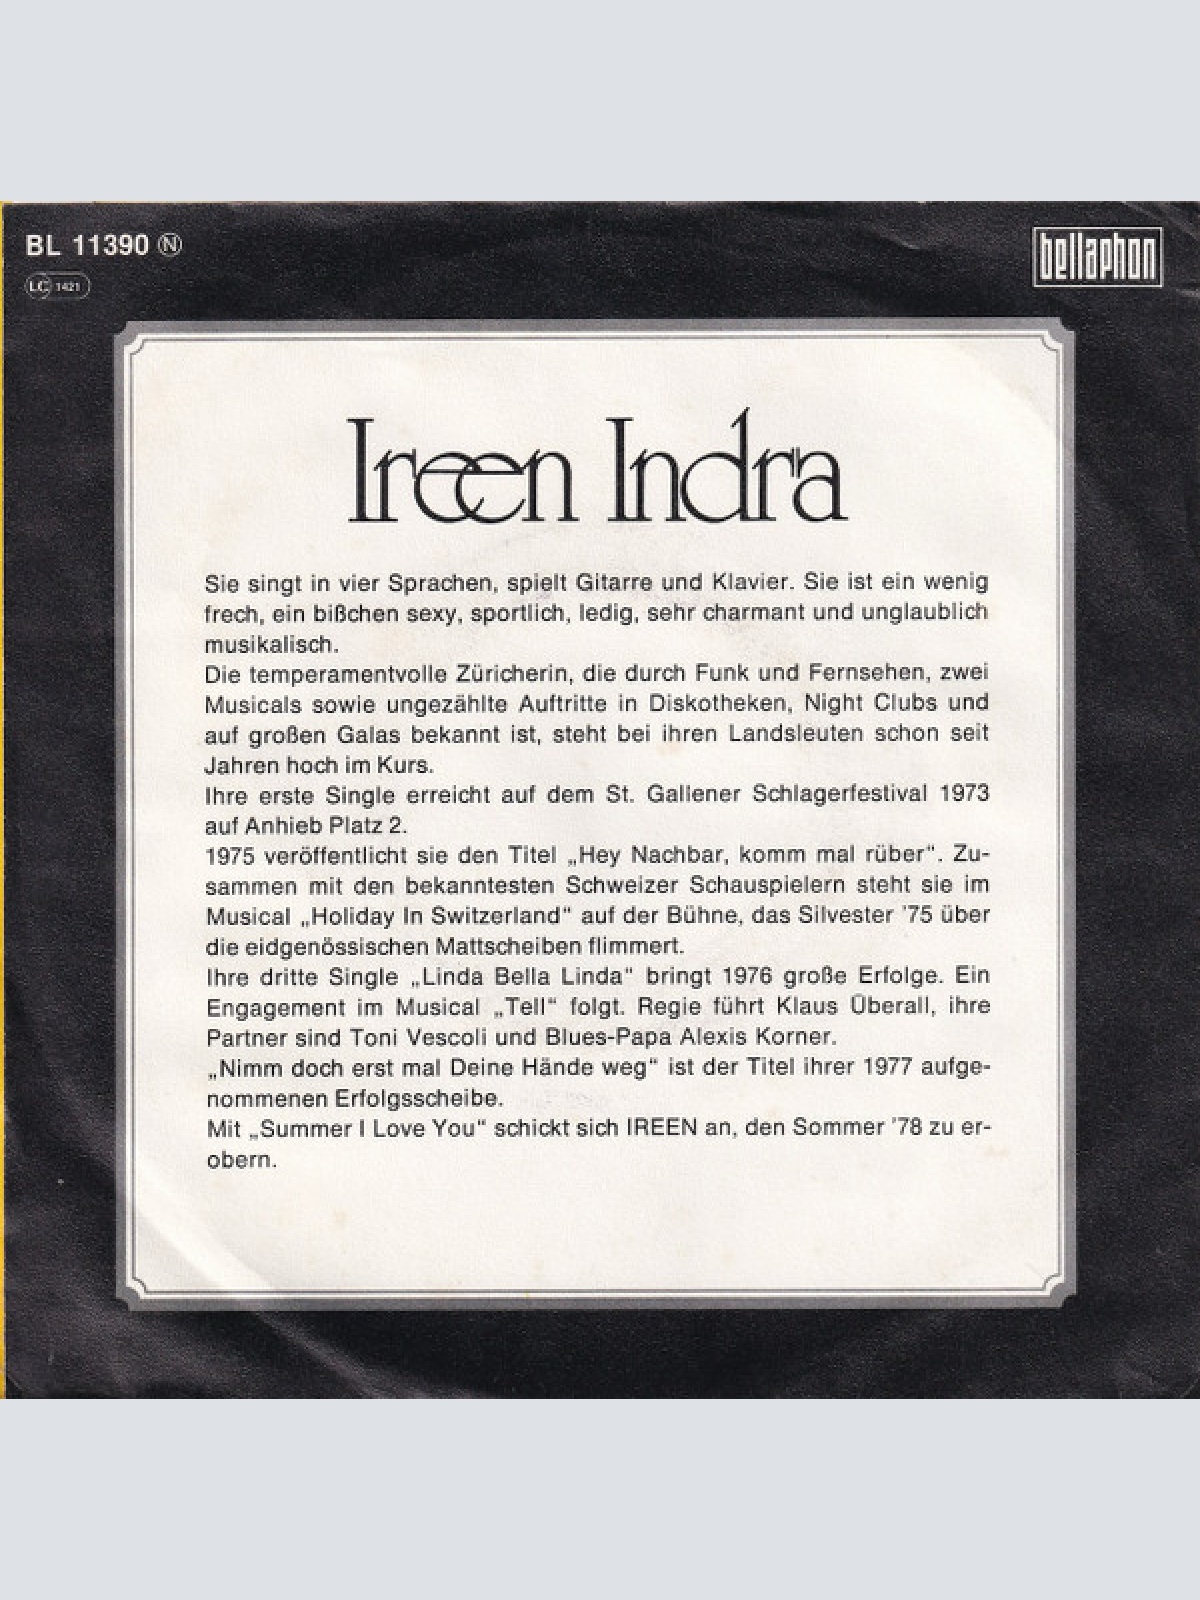 BL 11390 Ⓝ
bellaphon
LC 1421
Ireen Indra
Sie singt in vier Sprachen, spielt Gitarre und Klavier. Sie ist ein wenig
frech, ein bißchen sexy, sportlich, ledig, sehr charmant und unglaublich
musikalisch.
Die temperamentvolle Züricherin, die durch Funk und Fernsehen, zwei
Musicals sowie ungezählte Auftritte in Diskotheken, Night Clubs und
auf großen Galas bekannt ist, steht bei ihren Landsleuten schon seit
Jahren hoch im Kurs.
Ihre erste Single erreicht auf dem St. Gallener Schlagerfestival 1973
auf Anhieb Platz 2.
1975 veröffentlicht sie den Titel „Hey Nachbar, komm mal rüber“. Zu-
sammen mit den bekanntesten Schweizer Schauspielern steht sie im
Musical „Holiday In Switzerland“ auf der Bühne, das Silvester '75 über
die eidgenössischen Mattscheiben flimmert.
Ihre dritte Single „Linda Bella Linda“ bringt 1976 große Erfolge. Ein
Engagement im Musical „Tell“ folgt. Regie führt Klaus Überall, ihre
Partner sind Toni Vescoli und Blues-Papa Alexis Korner.
„Nimm doch erst mal Deine Hände weg“ ist der Titel ihrer 1977 aufge-
nommenen Erfolgsscheibe.
Mit „Summer I Love You“ schickt sich IREEN an, den Sommer '78 zu er-
obern.